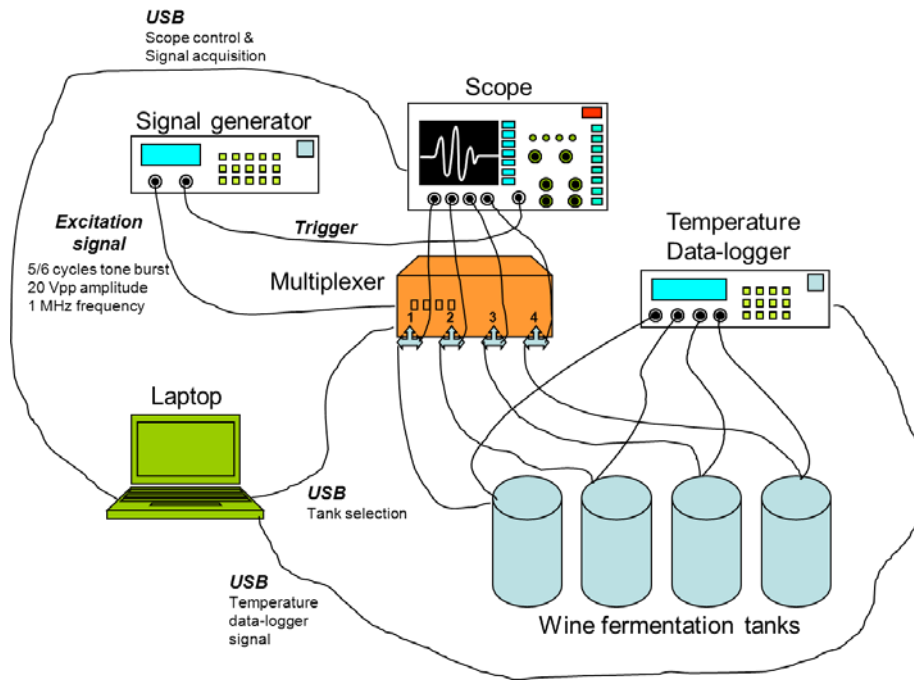 USB
Scope control &
Signal acquisition
Scope
Signal generator
Excitation
signal
5/6 cycles tone burst
20 Vpp amplitude
1 MHz frequency
Trigger
Temperature
Data-logger
Multiplexer
1 2 3 4
Laptop
USB
Tank selection
USB
Temperature
data-logger
signal
Wine fermentation tanks